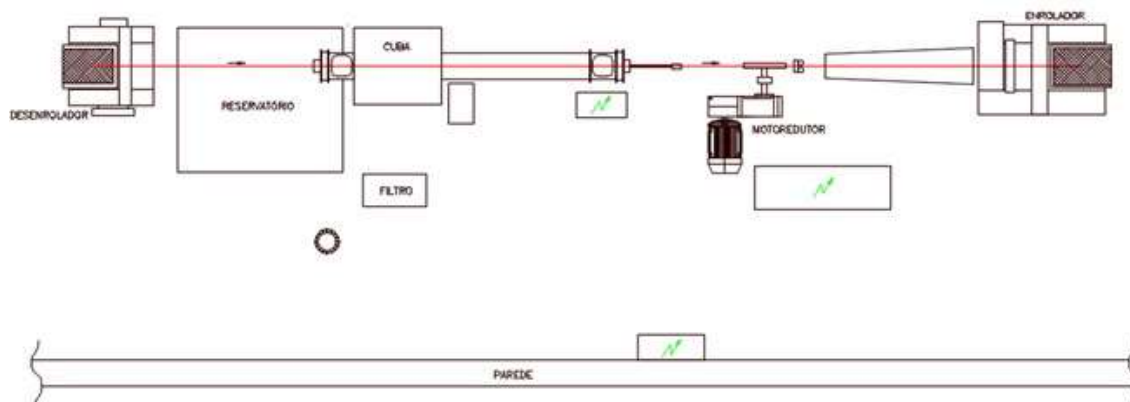 ENROLADOR
CUBA
DESENROLADOR
RESERVATÓRIO
MOTOREDUTOR
FILTRO
PAREDE